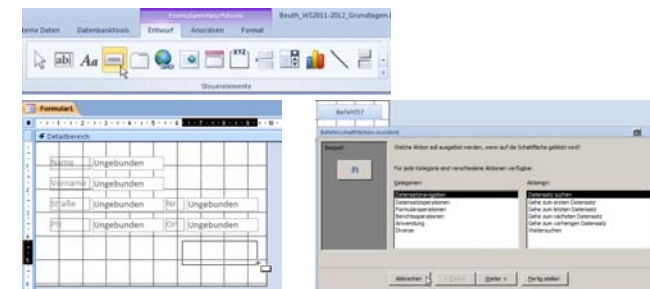 Formularentwurfstools
Beuth_WS2011-2012_Grundlagen-
terne Daten Datenbanktools Entwurf Anordnen Format
ab| Aa XYZ
Steuerelemente
Formular1
Detailbereich
Name Ungebunden
Vorname Ungebunden
Straße Ungebunden Nr Ungebunden
Plz Ungebunden Ort Ungebunden
Befehl57
Befehlsschaltflächen-Assistent
Beispiel:
Welche Aktion soll ausgeführt werden, wenn auf die Schaltfläche geklickt wird?
Für jede Kategorie sind verschiedene Aktionen verfügbar.
Kategorien: Aktionen:
Datensatznavigation Datensatz suchen
Datensatzoperationen Gehe zum ersten Datensatz
Formularoperationen Gehe zum letzten Datensatz
Berichtsoperationen Gehe zum nächsten Datensatz
Anwendung Gehe zum vorherigen Datensatz
Diverse Weitersuchen
Abbrechen < Zurück Weiter > Fertig stellen